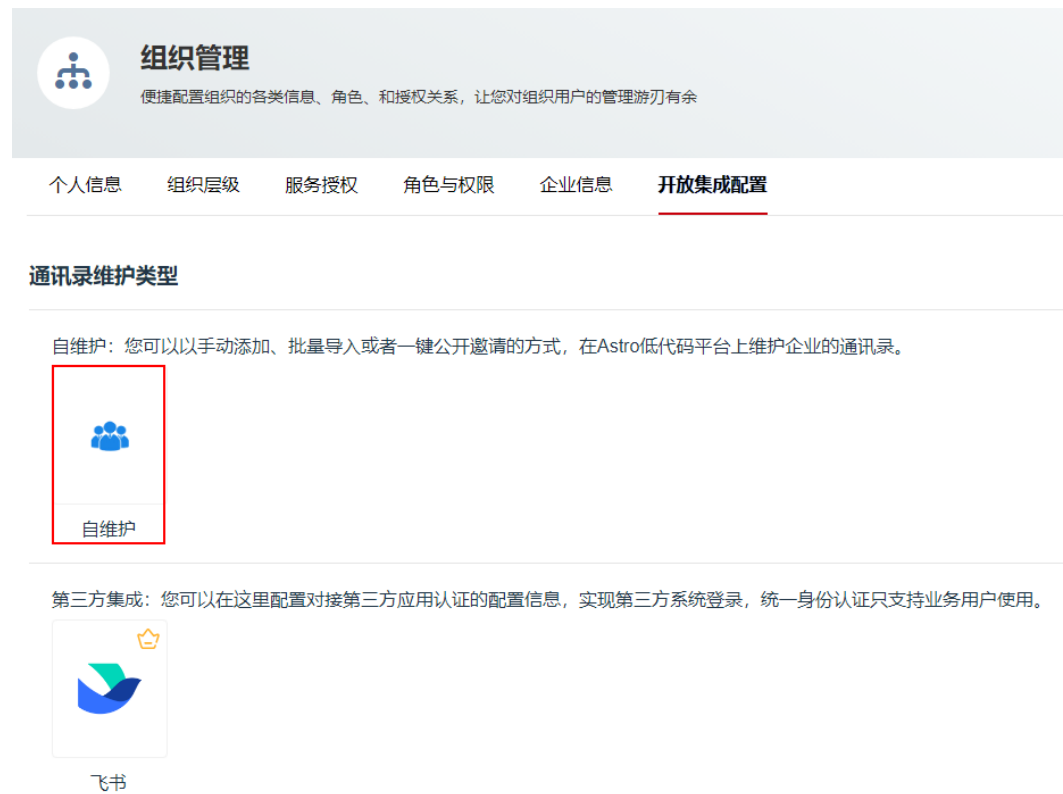 组织管理
便捷配置组织的各类信息、角色、和授权关系，让您对组织用户的管理游刃有余
个人信息 组织层级 服务授权 角色与权限 企业信息 开放集成配置
通讯录维护类型
自维护：您可以以手动添加、批量导入或者一键公开邀请的方式，在Astro低代码平台上维护企业的通讯录。
自维护
第三方集成：您可以在这里配置对接第三方应用认证的配置信息，实现第三方系统登录，统一身份认证只支持业务用户使用。
飞书